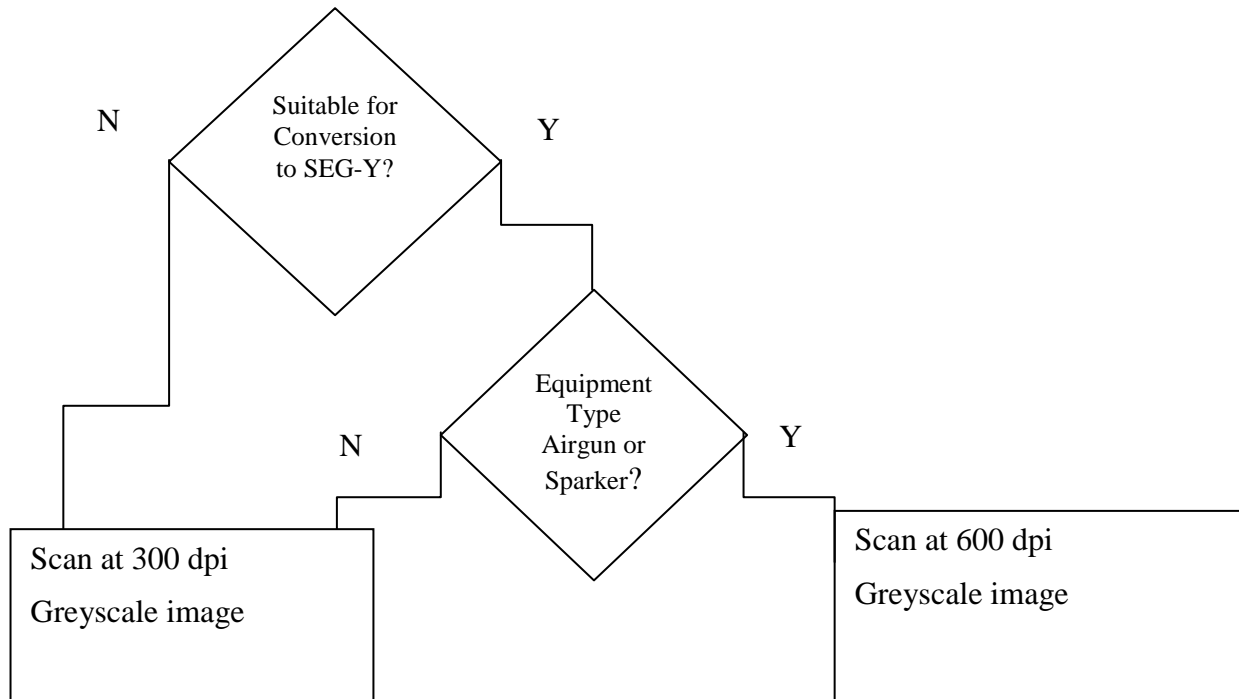 Suitable for
Conversion
to SEG-Y?
N
Y
Equipment
Type
Airgun or
Sparker?
N
Y
Scan at 300 dpi
Greyscale image
Scan at 600 dpi
Greyscale image